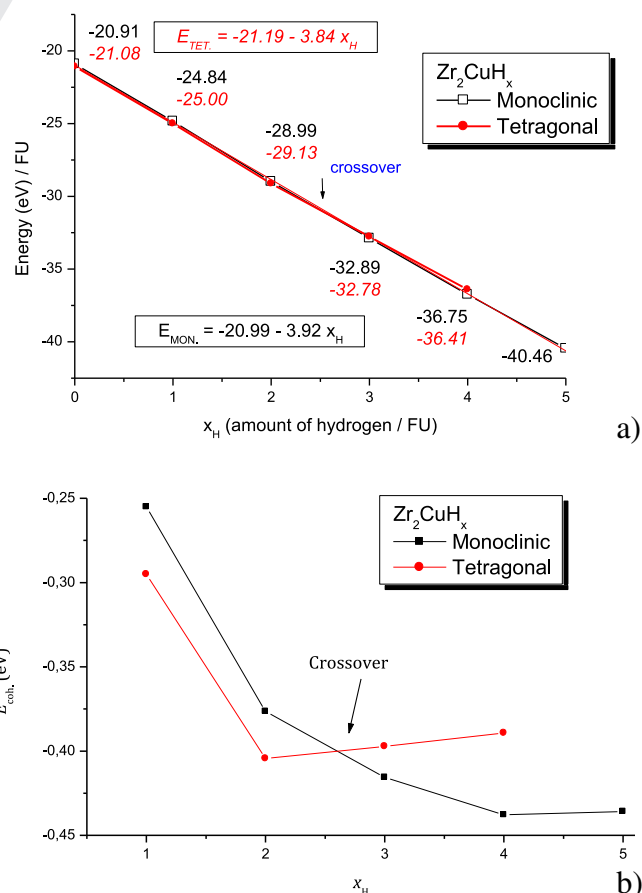 -20.91
-21.08
E_TET. = -21.19 - 3.84 x_H
-24.84
-25.00
-28.99
-29.13
crossover
Zr₂CuHₓ
Monoclinic
Tetragonal
-32.89
-32.78
-36.75
-36.41
-40.46
E_MON. = -20.99 - 3.92 x_H
Energy (eV) / FU
-20
-25
-30
-35
-40
0 1 2 3 4 5
x_H (amount of hydrogen / FU)
a)
Zr₂CuHₓ
Monoclinic
Tetragonal
Crossover
E_coh. (eV)
-0,25
-0,30
-0,35
-0,40
-0,45
1 2 3 4 5
x_H
b)